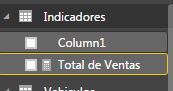 Indicadores
Column1
Total de Ventas